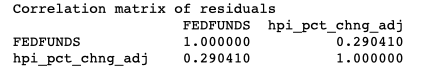 Correlation matrix of residuals
FEDFUNDS hpi_pct_chng_adj
FEDFUNDS 1.000000 0.290410
hpi_pct_chng_adj 0.290410 1.000000